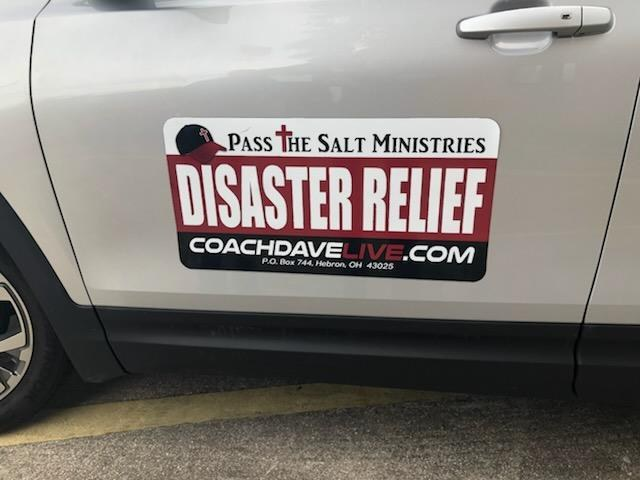 PASS THE SALT MINISTRIES
DISASTER RELIEF
COACHDAVELIVE.COM
P.O. Box 744, Hebron, OH 43025